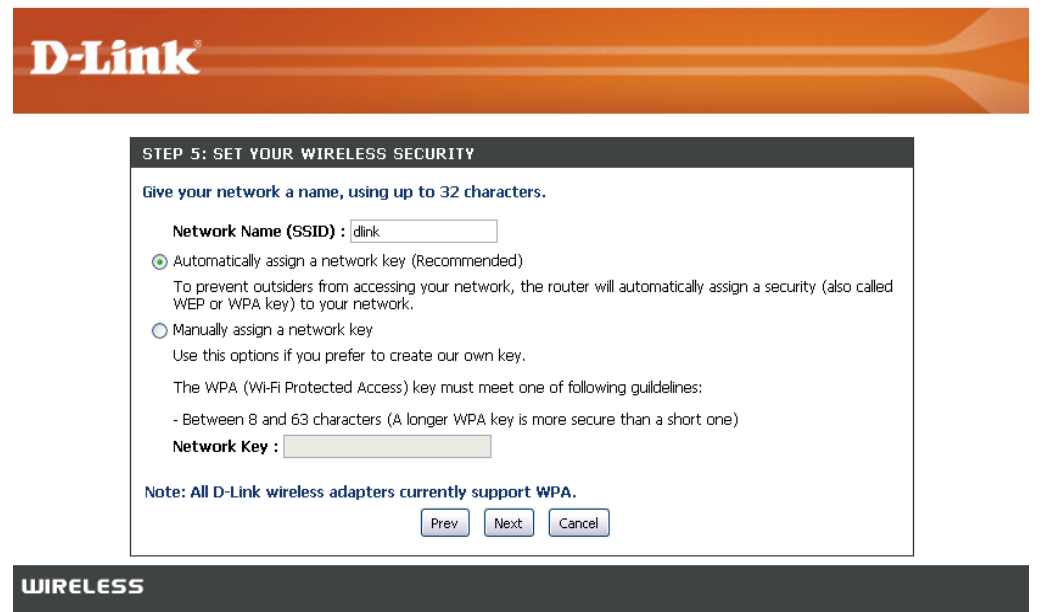 D-Link
STEP 5: SET YOUR WIRELESS SECURITY
Give your network a name, using up to 32 characters.
Network Name (SSID) : dlink
Automatically assign a network key (Recommended)
To prevent outsiders from accessing your network, the router will automatically assign a security (also called
WEP or WPA key) to your network.
Manually assign a network key
Use this options if you prefer to create our own key.
The WPA (Wi-Fi Protected Access) key must meet one of following guildelines:
- Between 8 and 63 characters (A longer WPA key is more secure than a short one)
Network Key :
Note: All D-Link wireless adapters currently support WPA.
Prev Next Cancel
WIRELESS